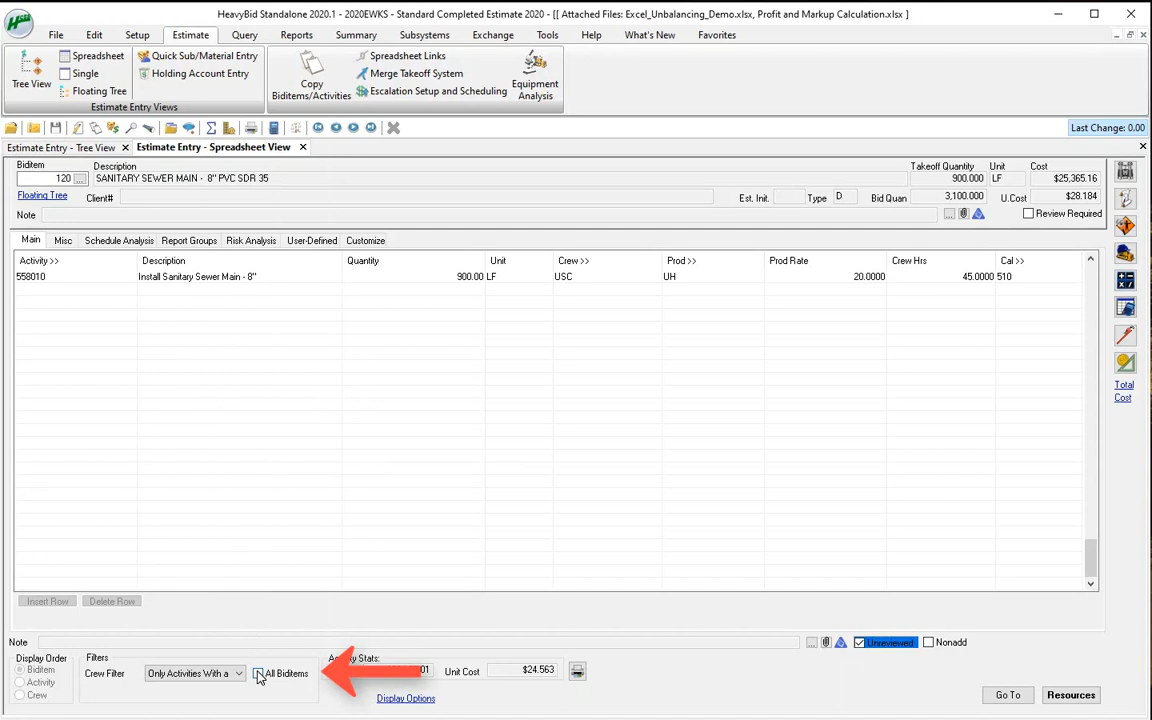 HeavyBid Standalone 2020.1 - 2020EWKS - Standard Completed Estimate 2020 - [[ Attached Files: Excel_Unbalancing_Demo.xlsx, Profit and Markup Calculation.xlsx ]
File Edit Setup Estimate Query Reports Summary Subsystems Exchange Tools Help What's New Favorites
Spreadsheet Quick Sub/Material Entry Spreadsheet Links
Tree View Single Holding Account Entry Copy Biditems/Activities Merge Takeoff System Equipment Analysis
Floating Tree Escalation Setup and Scheduling
Estimate Entry Views
Last Change: 0.00
Estimate Entry - Tree View Estimate Entry - Spreadsheet View
Biditem Description Takeoff Quantity Unit Cost
120 SANITARY SEWER MAIN - 8" PVC SDR 35 900.000 LF $25,365.16
Floating Tree Client# Est. Init. Type D Bid Quan 3,100.000 U.Cost $28.184
Note ... Review Required
Main Misc Schedule Analysis Report Groups Risk Analysis User-Defined Customize
Activity >> Description Quantity Unit Crew >> Prod >> Prod Rate Crew Hrs Cal >>
558010 Install Sanitary Sewer Main - 8" 900.00 LF USC UH 20.0000 45.0000 510
Total
Cost
Insert Row Delete Row
Note ... Unreviewed Nonadd
Display Order Filters Stats:
Biditem Crew Filter Only Activities With a All Biditems 01 Unit Cost $24.563
Activity
Crew Display Options Go To Resources